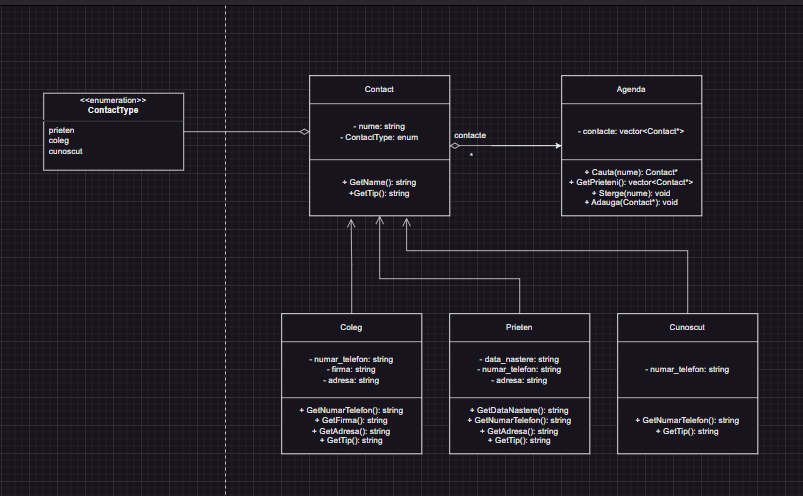 <<enumeration>>
ContactType
prieten
coleg
cunoscut
Contact
- nume: string
- ContactType: enum
+ GetName(): string
+GetTip(): string
contacte
*
Agenda
- contacte: vector<Contact*>
+ Cauta(nume): Contact*
+ GetPrieteni(): vector<Contact*>
+ Sterge(nume): void
+ Adauga(Contact*): void
Coleg
- numar_telefon: string
- firma: string
- adresa: string
+ GetNumarTelefon(): string
+ GetFirma(): string
+ GetAdresa(): string
+ GetTip(): string
Prieten
- data_nastere: string
- numar_telefon: string
- adresa: string
+ GetDataNastere(): string
+ GetNumarTelefon(): string
+ GetAdresa(): string
+ GetTip(): string
Cunoscut
- numar_telefon: string
+ GetNumarTelefon(): string
+ GetTip(): string